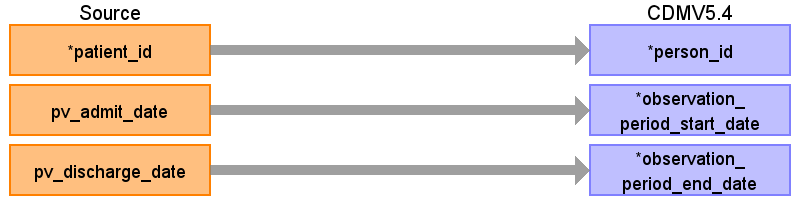 Source
CDMV5.4
*patient_id
*person_id
pv_admit_date
*observation_
period_start_date
pv_discharge_date
*observation_
period_end_date